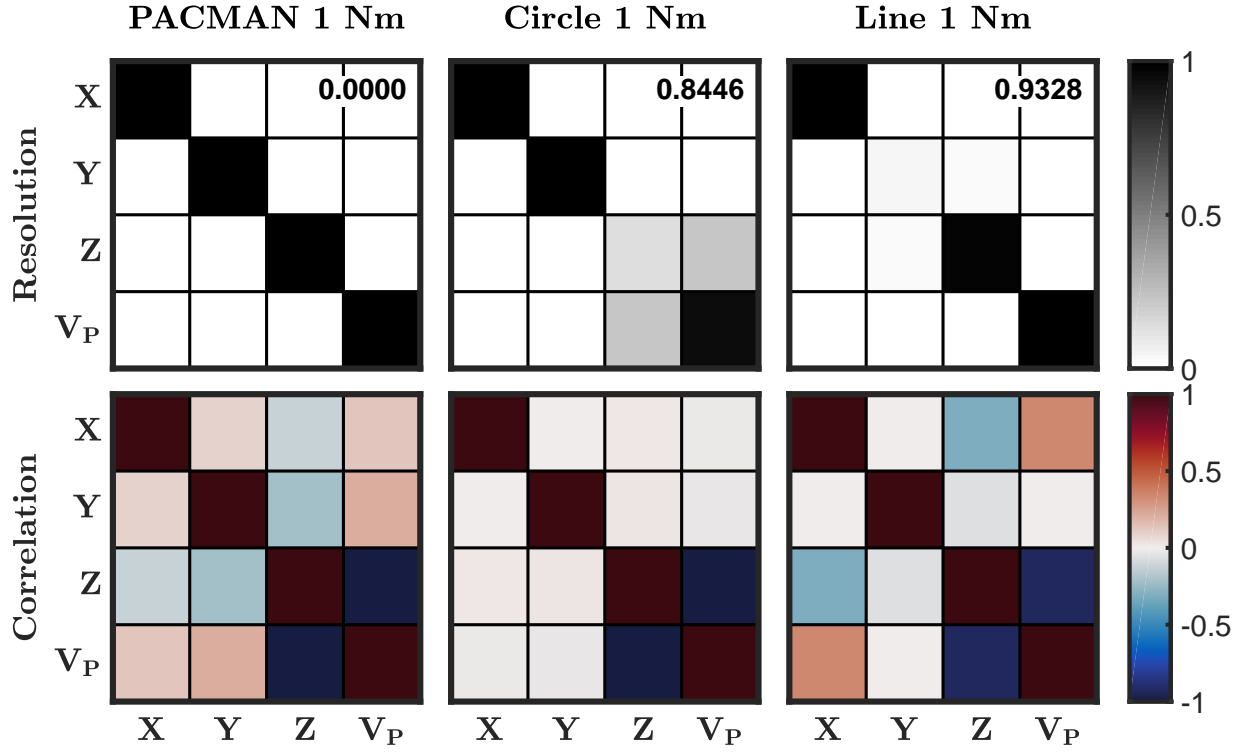 PACMAN 1 Nm Circle 1 Nm Line 1 Nm
Resolution
X 0.0000 0.8446 0.9328 1
Y
0.5
Z
V_P 0
Correlation
X 1
Y 0.5
0
Z
-0.5
V_P
-1
X Y Z V_P X Y Z V_P X Y Z V_P